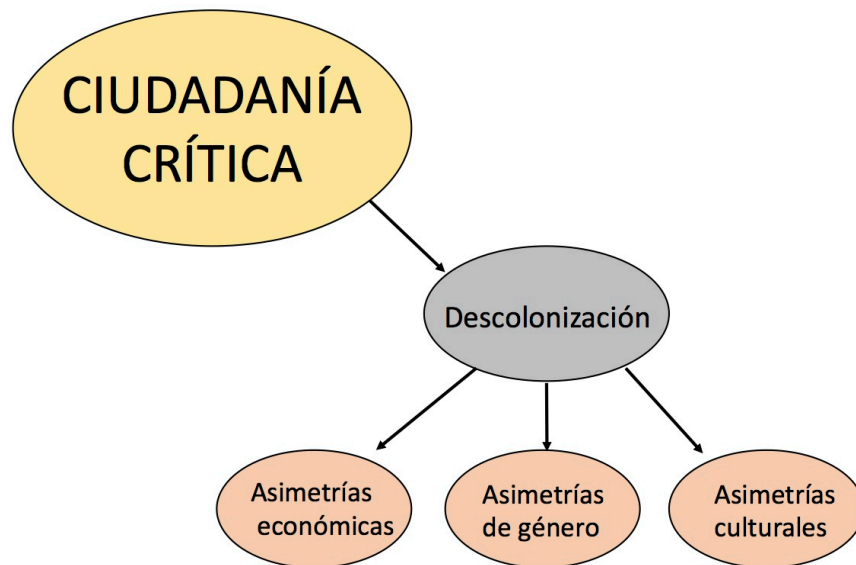 CIUDADANÍA
CRÍTICA
Descolonización
Asimetrías
económicas
Asimetrías
de género
Asimetrías
culturales